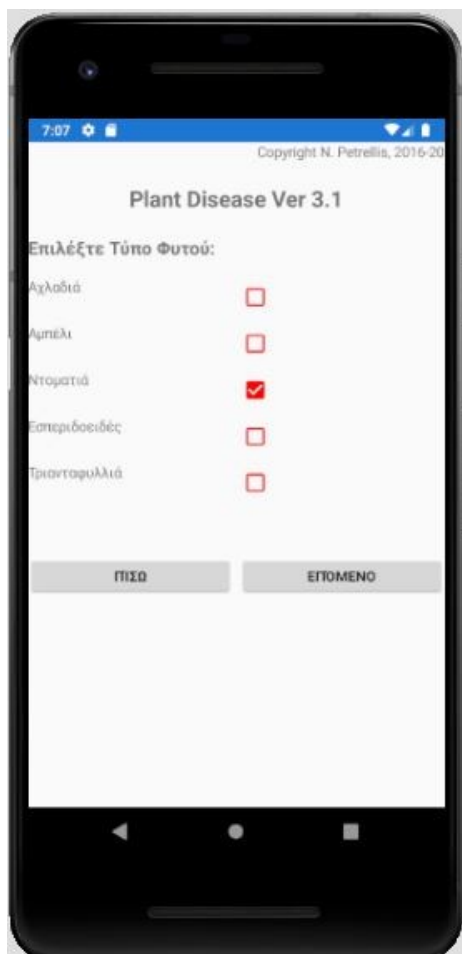 7:07
Copyright N. Petrellis, 2016-20
Plant Disease Ver 3.1
Επιλέξτε Τύπο Φυτού:
Αχλαδιά
Αμπέλι
Ντοματιά
Εσπεριδοειδές
Τριανταφυλλιά
ΠΙΣΩ ΕΠΟΜΕΝΟ